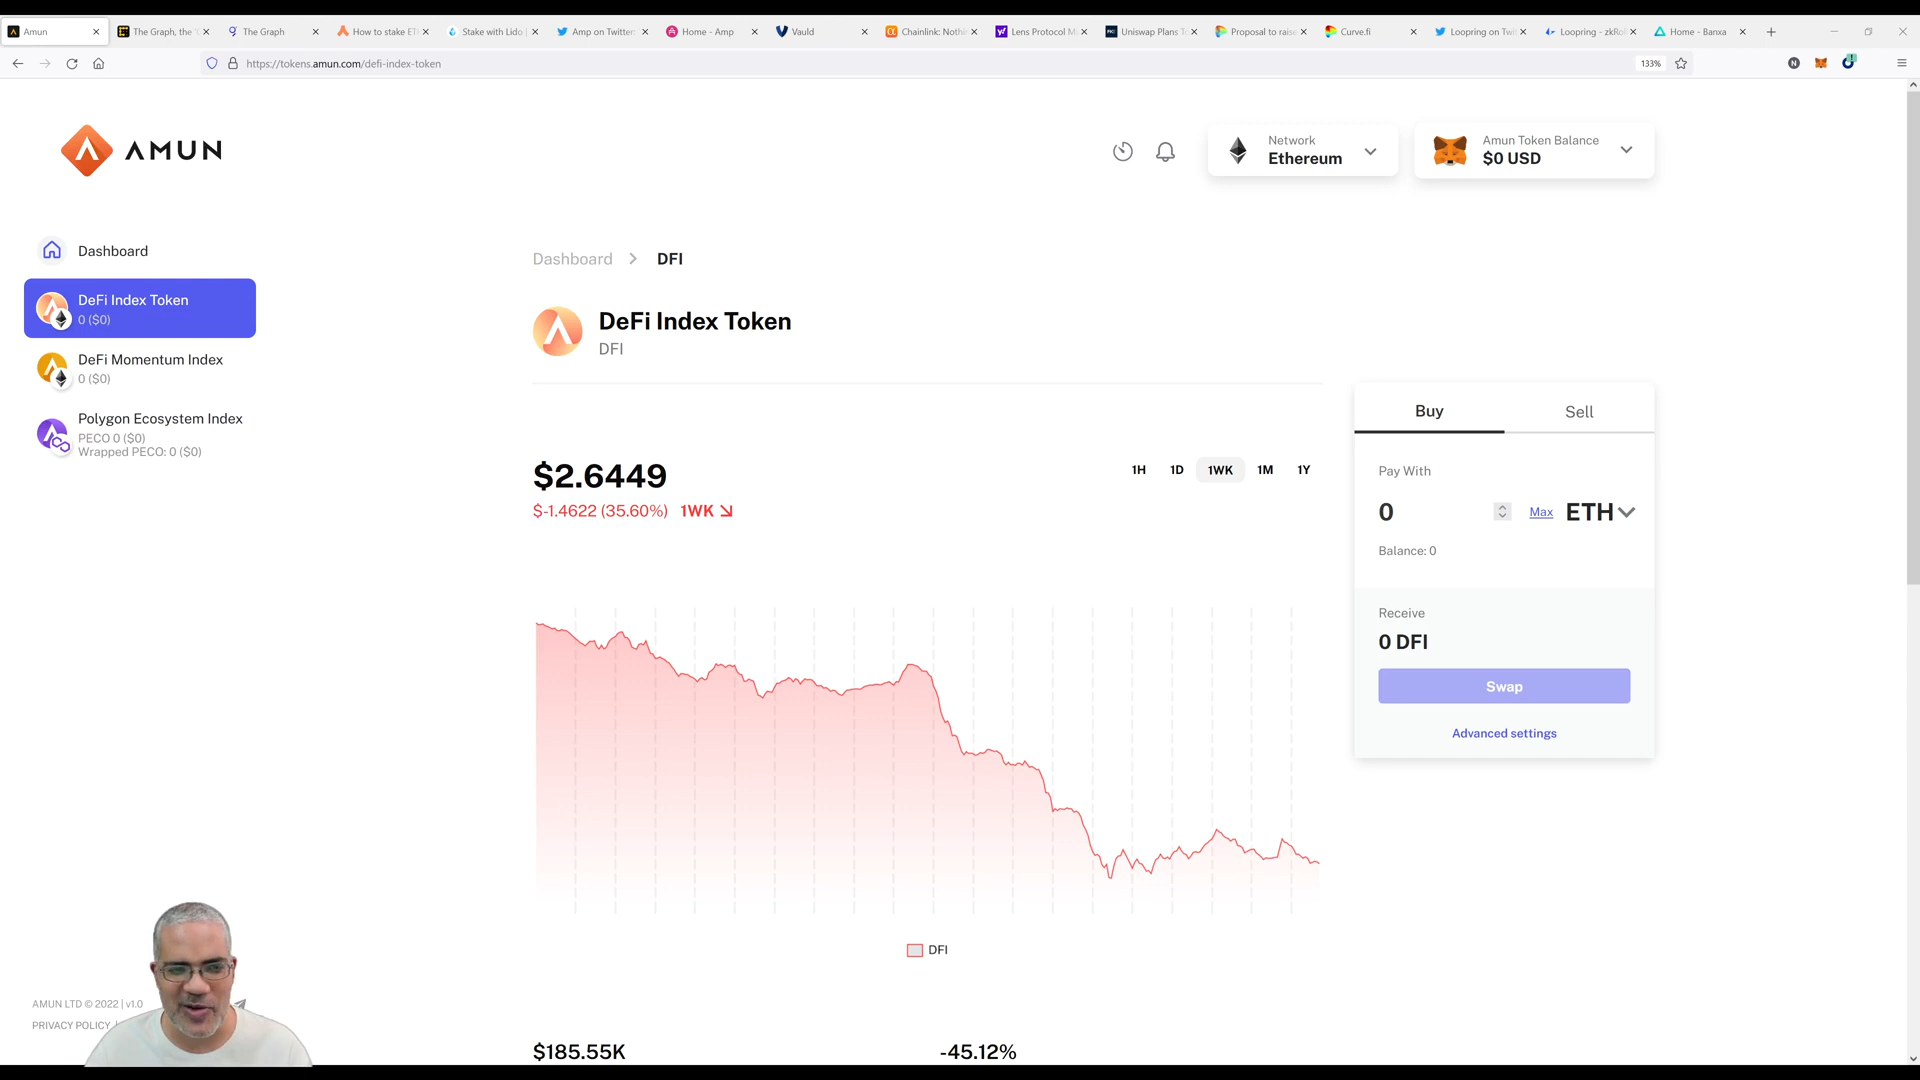 Amun
The Graph, the '
The Graph
How to stake ET
Stake with Lido |
Amp on Twitter
Home - Amp
Vauld
Chainlink: Nothi
Lens Protocol M
Uniswap Plans T
Proposal to raise
Curve.fi
Loopring on Twi
Loopring - zkRol
Home - Banxa
https://tokens.amun.com/defi-index-token
133%
AMUN
Network
Ethereum
Amun Token Balance
$0 USD
Dashboard
DeFi Index Token
0 ($0)
DeFi Momentum Index
0 ($0)
Polygon Ecosystem Index
PECO 0 ($0)
Wrapped PECO: 0 ($0)
Dashboard > DFI
DeFi Index Token
DFI
$2.6449
$-1.4622 (35.60%) 1WK
1H 1D 1WK 1M 1Y
Buy Sell
Pay With
0 Max ETH
Balance: 0
Receive
0 DFI
Swap
Advanced settings
DFI
AMUN LTD © 2022 | v1.0
PRIVACY POLICY
$185.55K
-45.12%